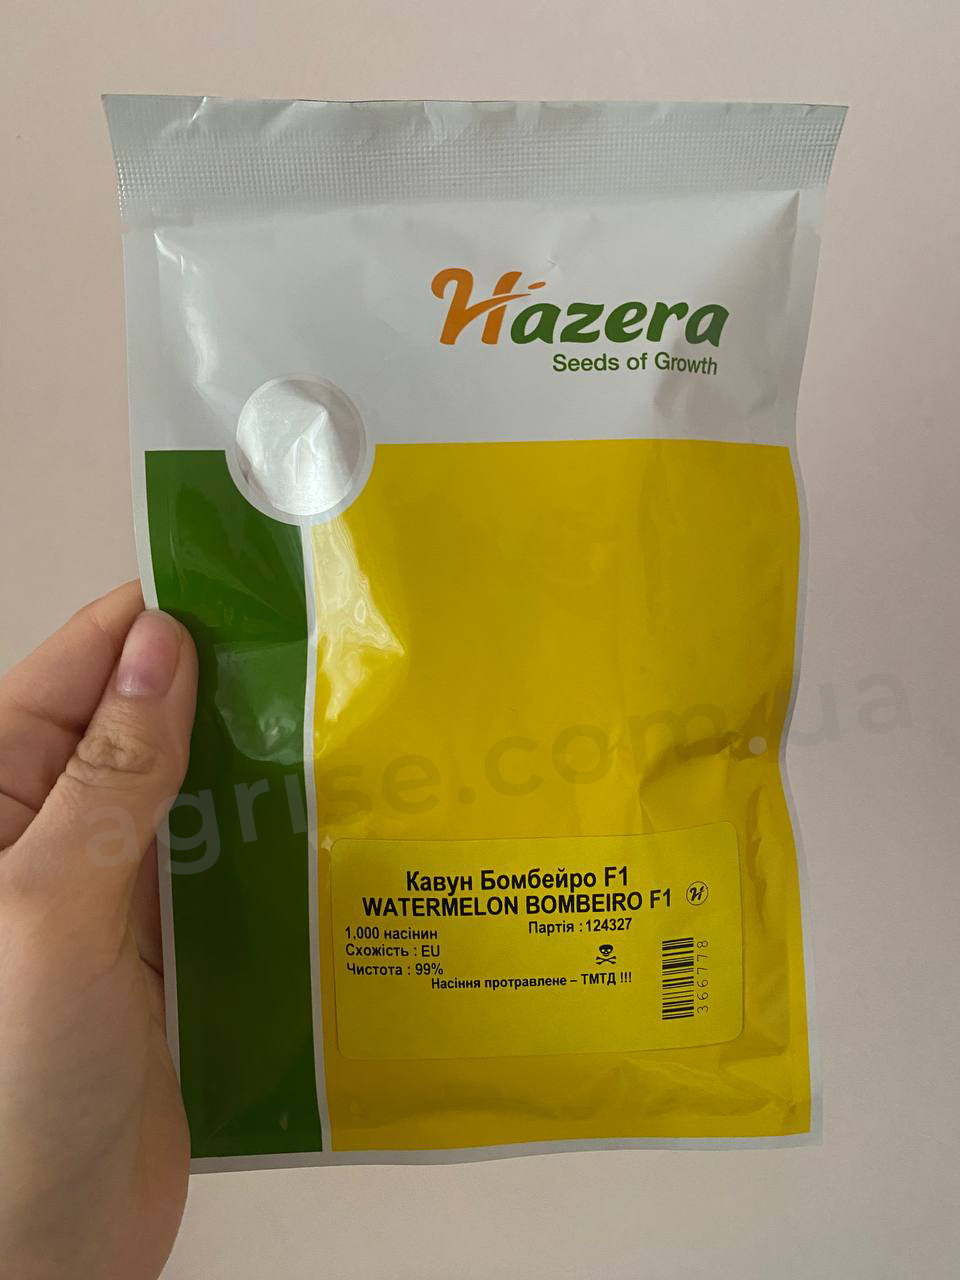 Hazera
Seeds of Growth
agrise.com.ua
Кавун Бомбейро F1
WATERMELON BOMBEIRO F1
1,000 насінин
Партія : 124327
Схожість : EU
Чистота : 99%
Насіння протравлене – ТМТД !!!
366778